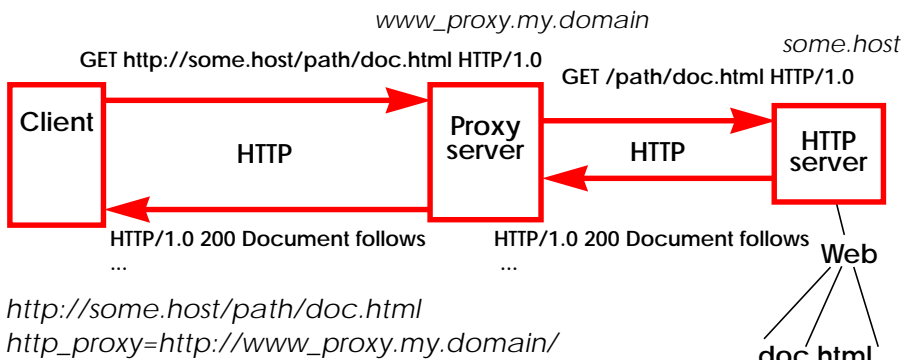 www_proxy.my.domain
some.host
GET http://some.host/path/doc.html HTTP/1.0
GET /path/doc.html HTTP/1.0
Client
Proxy
server
HTTP
server
HTTP
HTTP
HTTP/1.0 200 Document follows
...
HTTP/1.0 200 Document follows
...
Web
doc.html
http://some.host/path/doc.html
http_proxy=http://www_proxy.my.domain/